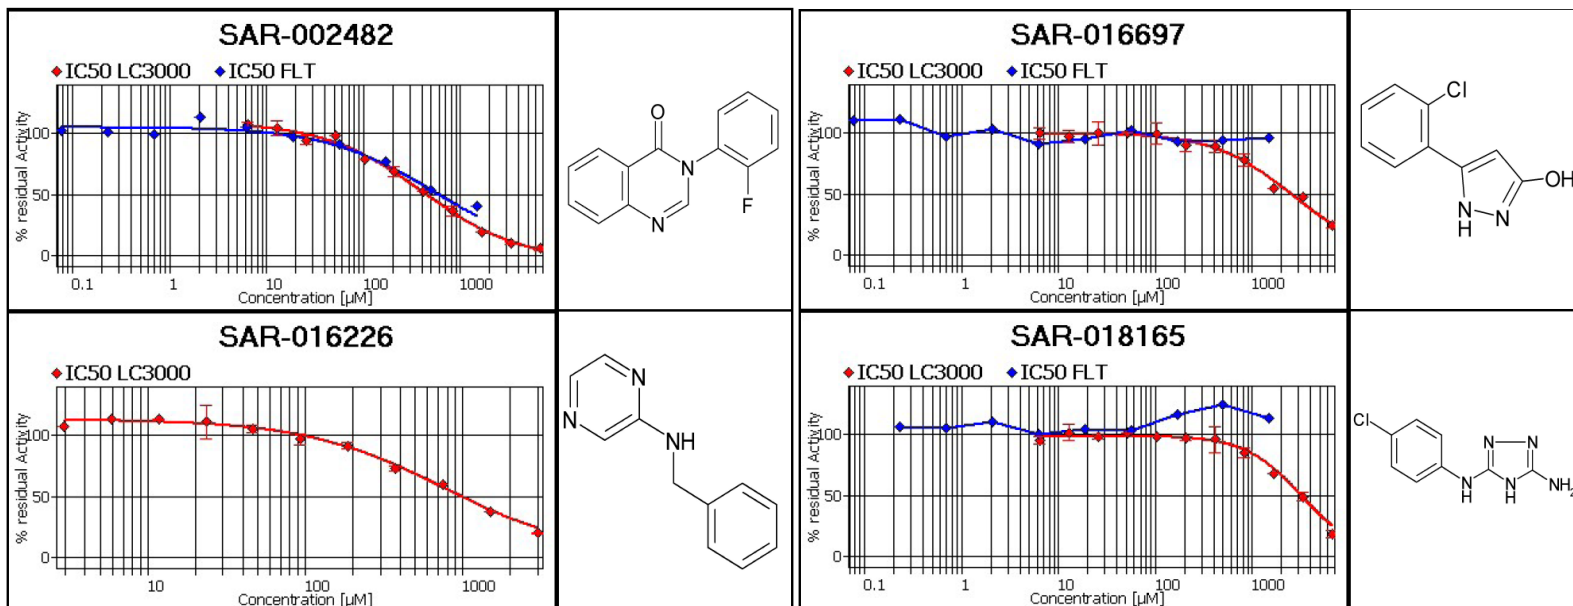 SAR-002482
IC50 LC3000 IC50 FLT
% residual Activity
100
50
0
0.1 1 10 100 1000
Concentration [µM]
O
N
N
F
SAR-016697
IC50 LC3000 IC50 FLT
% residual Activity
100
50
0
0.1 1 10 100 1000
Concentration [µM]
Cl
OH
N
H
N
SAR-016226
IC50 LC3000
% residual Activity
100
50
0
10 100 1000
Concentration [µM]
N
N
NH
SAR-018165
IC50 LC3000 IC50 FLT
% residual Activity
100
50
0
0.1 1 10 100 1000
Concentration [µM]
Cl
N N
N N NH2
H H